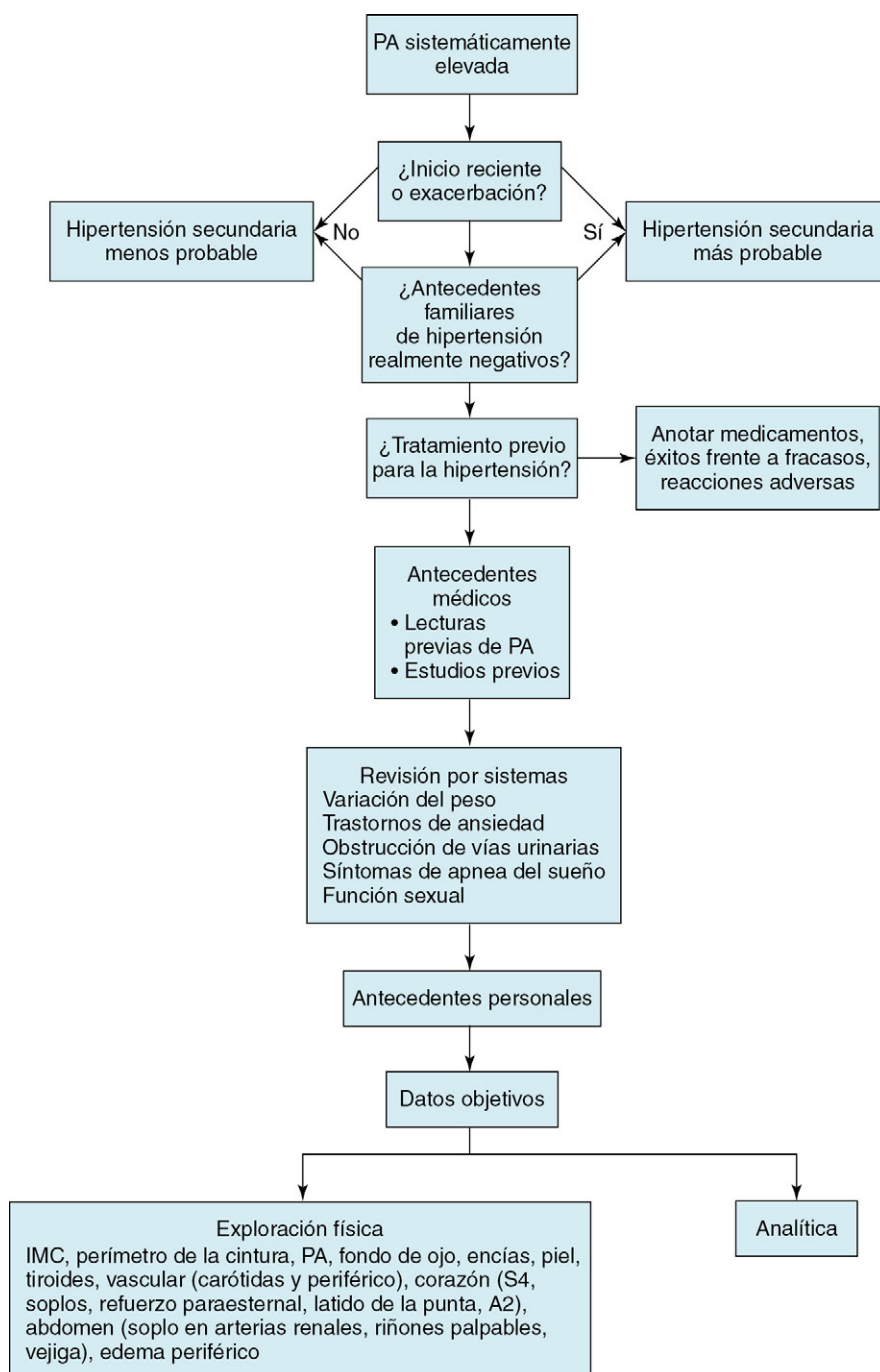 PA sistemáticamente
elevada
¿Inicio reciente
o exacerbación?
Hipertensión secundaria
menos probable
No
Sí
Hipertensión secundaria
más probable
¿Antecedentes
familiares
de hipertensión
realmente negativos?
¿Tratamiento previo
para la hipertensión?
Anotar medicamentos,
éxitos frente a fracasos,
reacciones adversas
Antecedentes
médicos
• Lecturas
previas de PA
• Estudios previos
Revisión por sistemas
Variación del peso
Trastornos de ansiedad
Obstrucción de vías urinarias
Síntomas de apnea del sueño
Función sexual
Antecedentes personales
Datos objetivos
Exploración física
IMC, perímetro de la cintura, PA, fondo de ojo, encías, piel,
tiroides, vascular (carótidas y periférico), corazón (S4,
soplos, refuerzo paraesternal, latido de la punta, A2),
abdomen (soplo en arterias renales, riñones palpables,
vejiga), edema periférico
Analítica